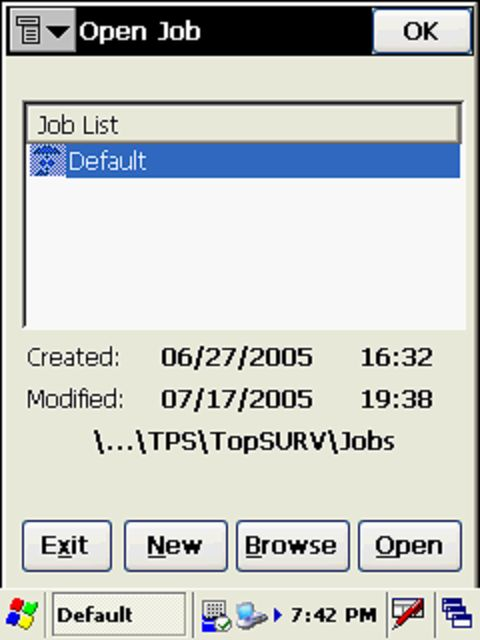 Open Job OK
Job List
Default
Created: 06/27/2005 16:32
Modified: 07/17/2005 19:38
\...\TPS\TopSURV\Jobs
Exit New Browse Open
Default 7:42 PM